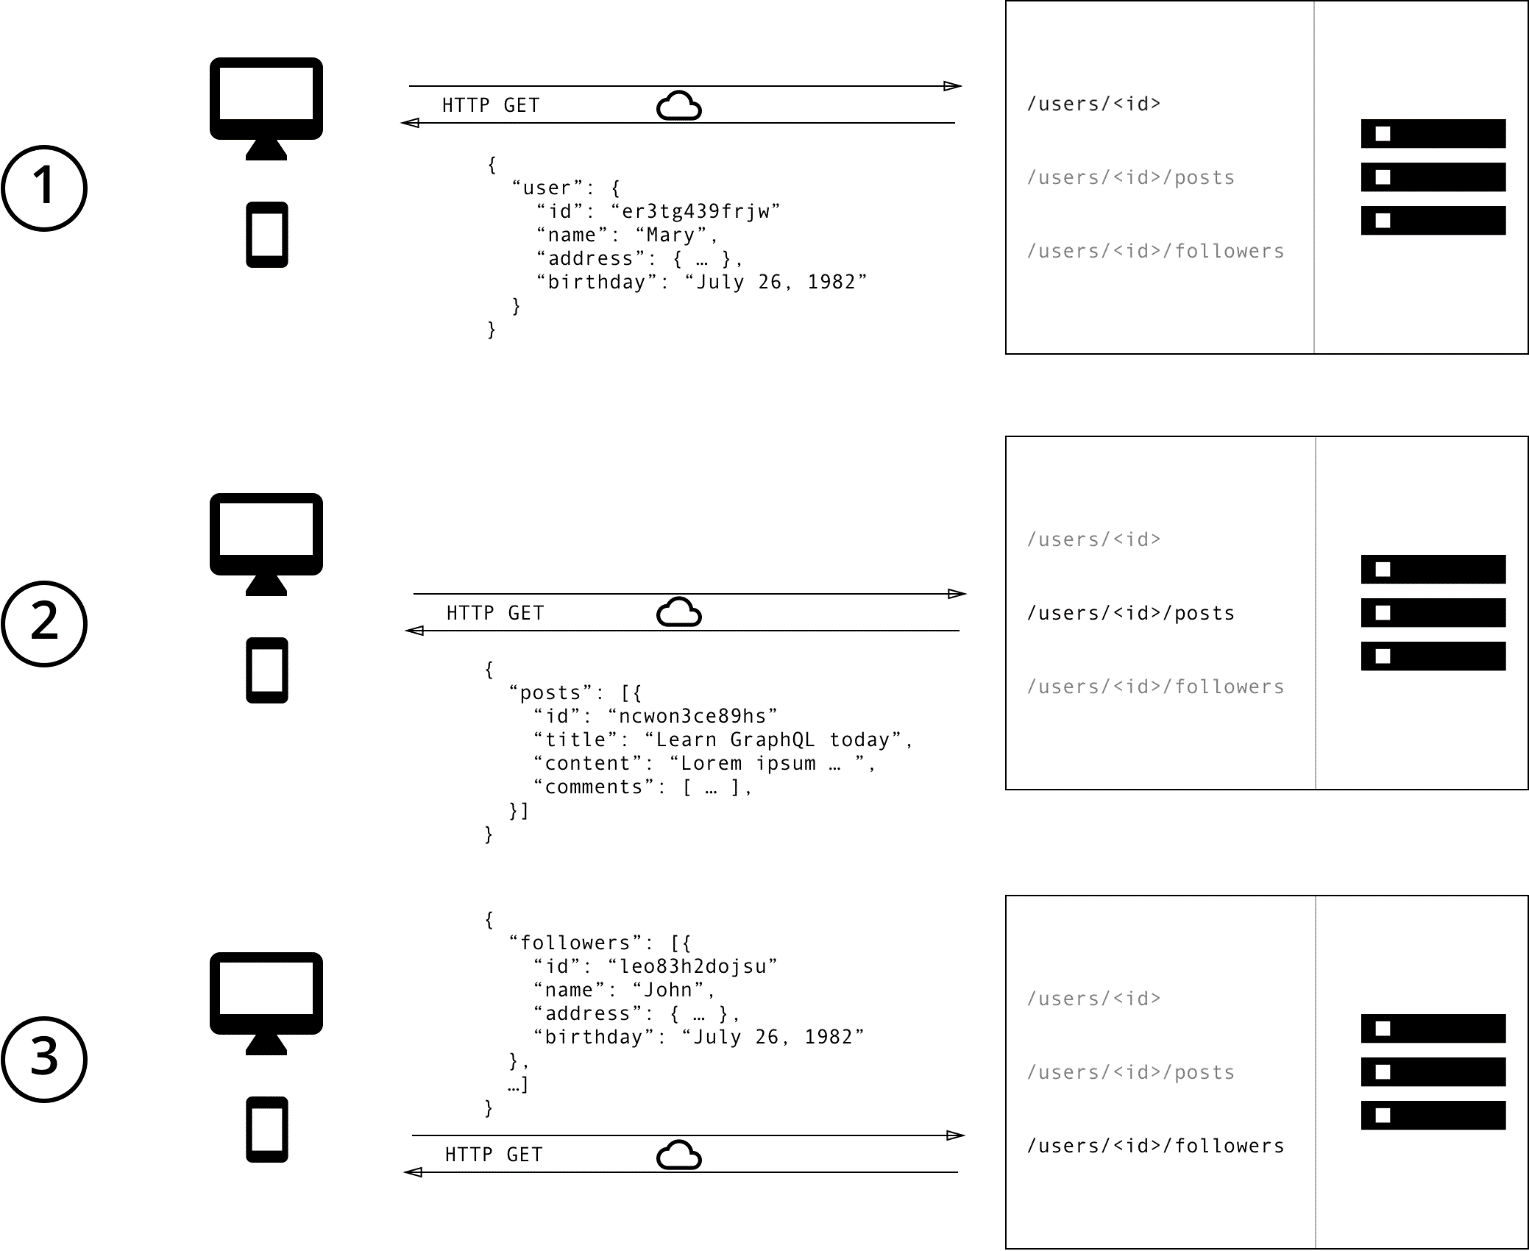 1
HTTP GET
{
“user”: {
“id”: “er3tg439frjw”
“name”: “Mary”,
“address”: { … },
“birthday”: “July 26, 1982”
}
}
/users/<id>
/users/<id>/posts
/users/<id>/followers
2
HTTP GET
{
“posts”: [{
“id”: “ncwon3ce89hs”
“title”: “Learn GraphQL today”,
“content”: “Lorem ipsum … ”,
“comments”: [ … ],
}]
}
/users/<id>
/users/<id>/posts
/users/<id>/followers
3
{
“followers”: [{
“id”: “leo83h2dojsu”
“name”: “John”,
“address”: { … },
“birthday”: “July 26, 1982”
},
…]
}
HTTP GET
/users/<id>
/users/<id>/posts
/users/<id>/followers